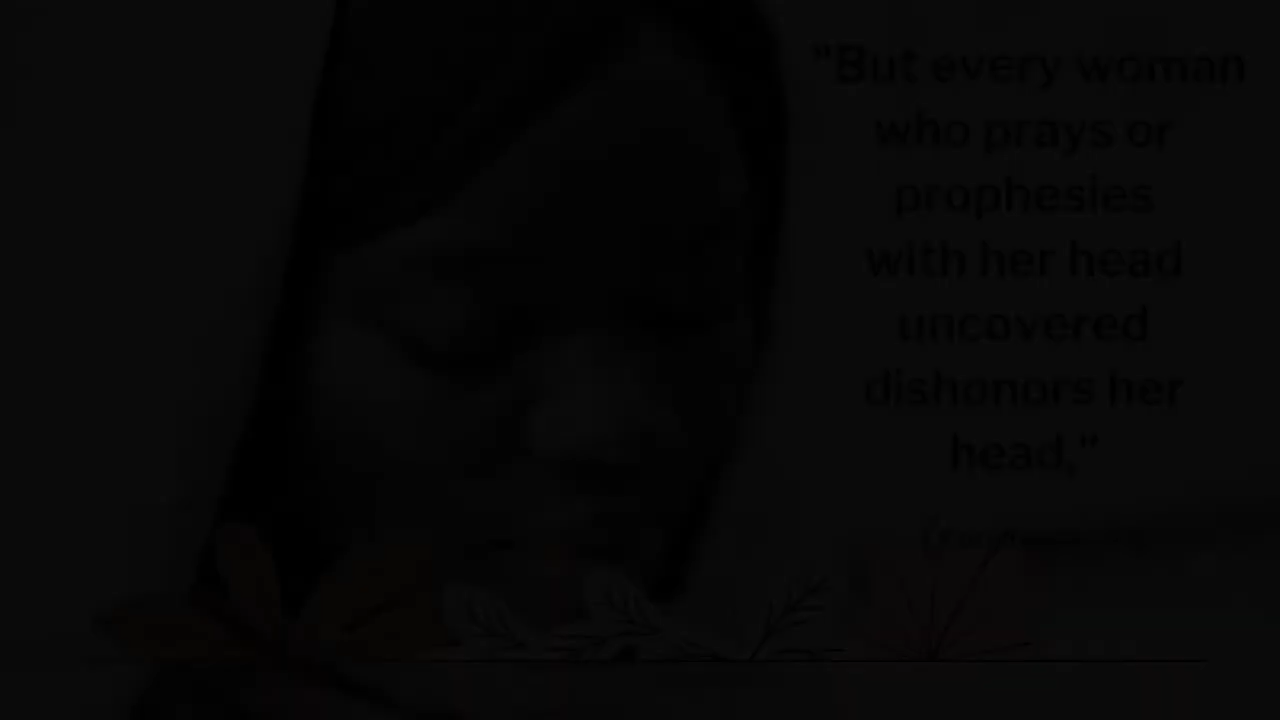 "But every woman
who prays or
prophesies
with her head
uncovered
dishonors her
head,"